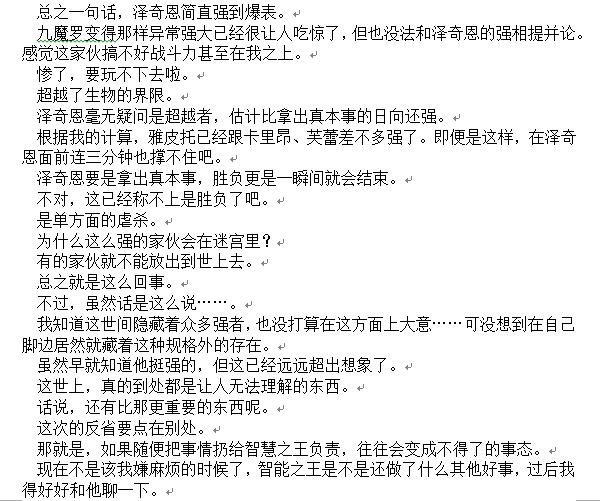 总之一句话，泽奇恩简直强到爆表。
九魔罗变得那样异常强大已经很让人吃惊了，但也没法和泽奇恩的强相提并论。
感觉这家伙搞不好战斗力甚至在我之上。
惨了，要玩不下去啦。
超越了生物的界限。
泽奇恩毫无疑问是超越者，估计比拿出真本事的日向还强。
根据我的计算，雅皮托已经跟卡里昂、芙蕾差不多强了。即便是这样，在泽奇
恩面前连三分钟也撑不住吧。
泽奇恩要是拿出真本事，胜负更是一瞬间就会结束。
不对，这已经称不上是胜负了吧。
是单方面的虐杀。
为什么这么强的家伙会在迷宫里？
有的家伙就不能放出到世上去。
总之就是这么回事。
不过，虽然话是这么说……。
我知道这世间隐藏着众多强者，也没打算在这方面上大意……可没想到在自己
脚边居然就藏着这种规格外的存在。
虽然早就知道他挺强的，但这已经远远超出想象了。
这世上，真的到处都是让人无法理解的东西。
话说，还有比那更重要的东西呢。
这次的反省要点在别处。
那就是，如果随便把事情扔给智慧之王负责，往往会变成不得了的事态。
现在不是该我嫌麻烦的时候了，智能之王是不是还做了什么其他好事，过后我
得好好和他聊一下。